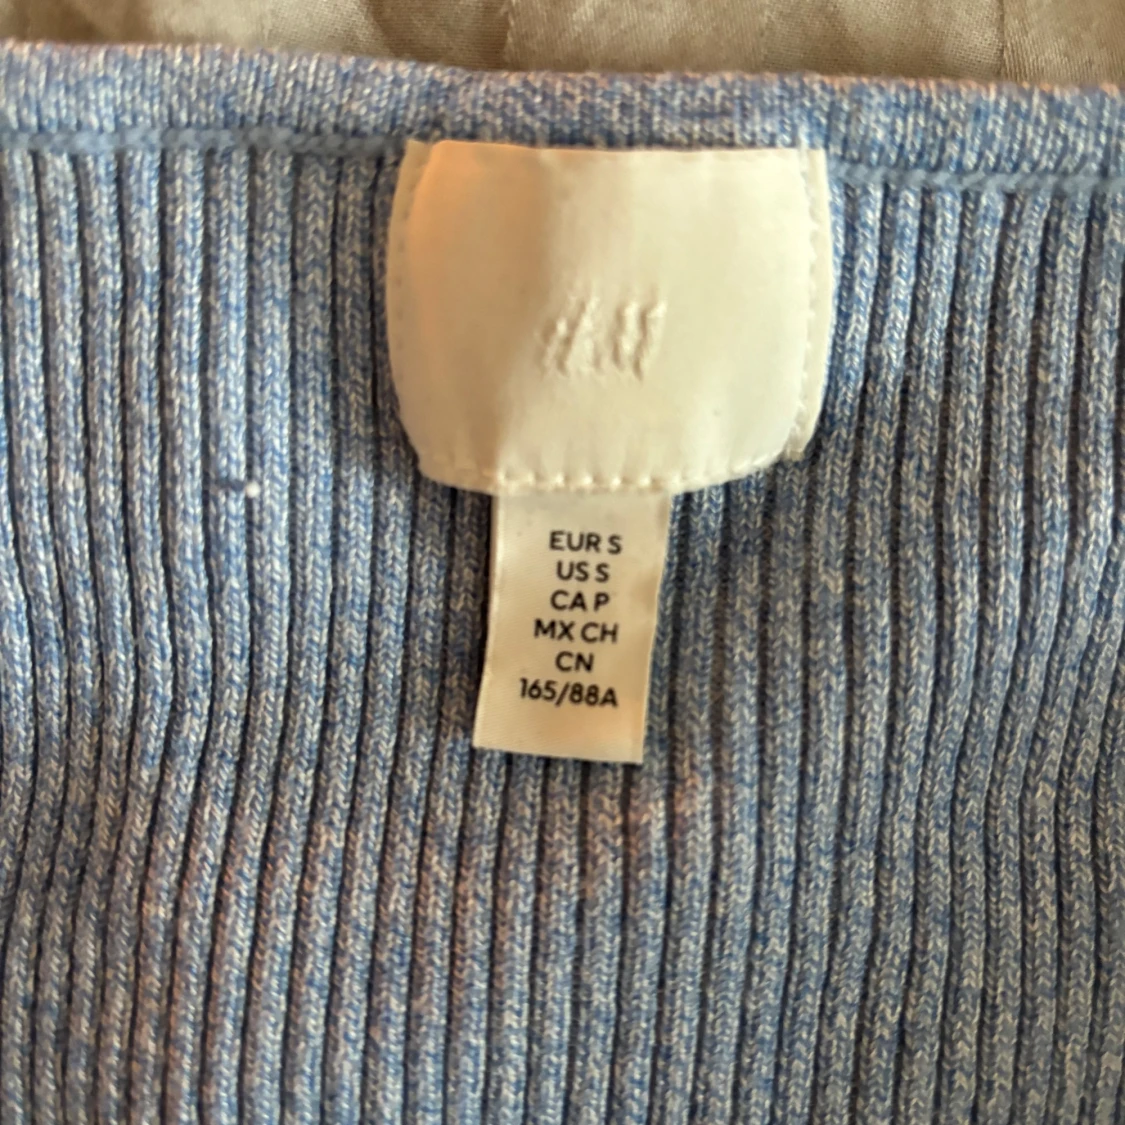 H&M
EUR S
US S
CA P
MX CH
CN
165/88A